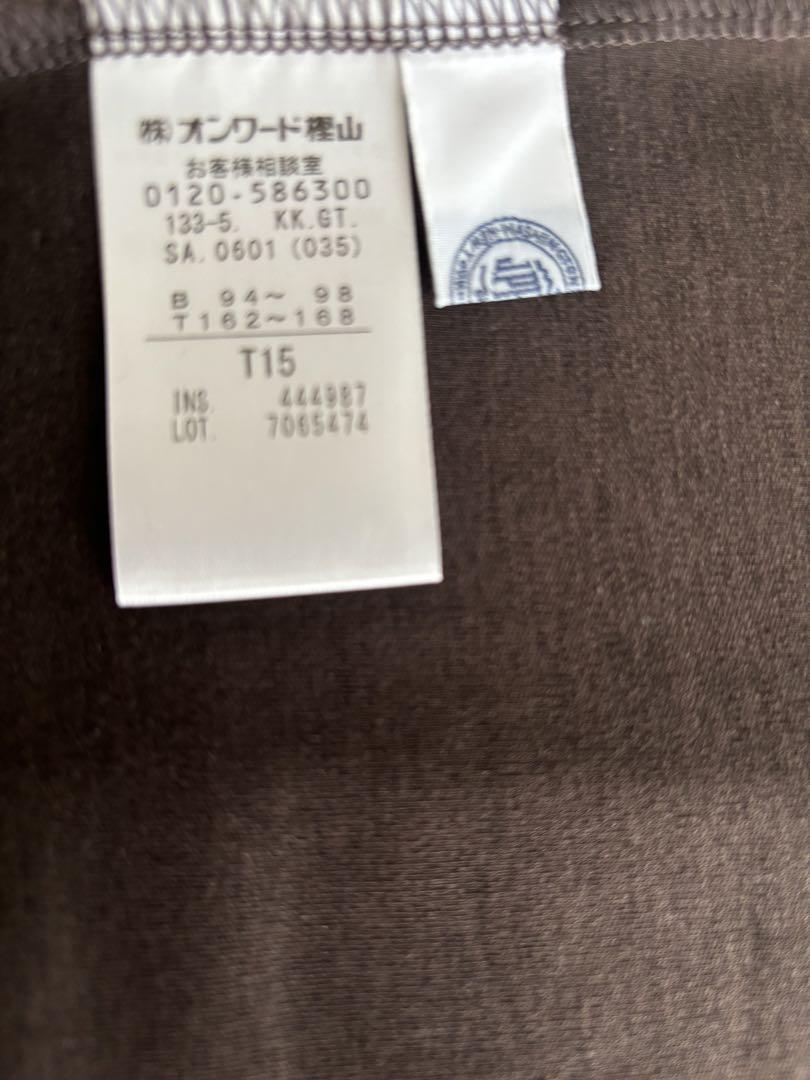 ㈱オンワード樫山
お客様相談室
0120-586300
133-5. KK.GT.
SA. 0601 (035)
B 94～ 98
T162～168
T15
INS. 444987
LOT. 7065474